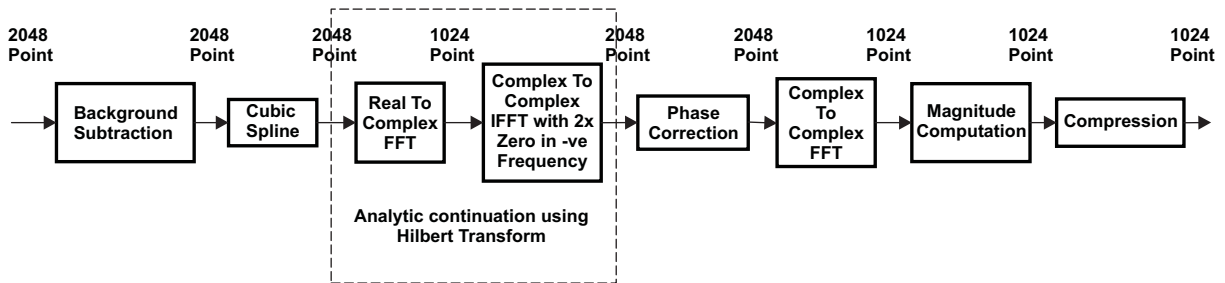 2048
Point
2048
Point
2048
Point
1024
Point
2048
Point
2048
Point
1024
Point
1024
Point
1024
Point
Background
Subtraction
Cubic
Spline
Real To
Complex
FFT
Complex To
Complex
IFFT with 2x
Zero in -ve
Frequency
Phase
Correction
Complex
To
Complex
FFT
Magnitude
Computation
Compression
Analytic continuation using
Hilbert Transform